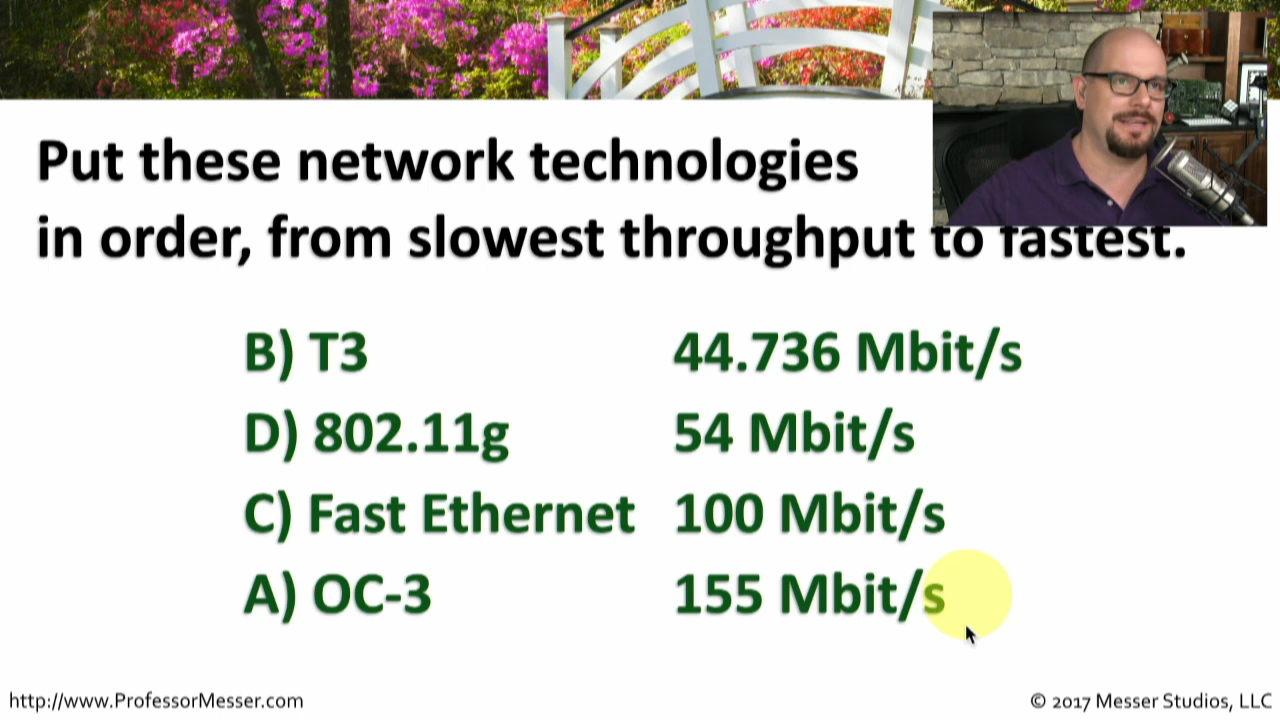 Put these network technologies
in order, from slowest throughput to fastest.
B) T3 44.736 Mbit/s
D) 802.11g 54 Mbit/s
C) Fast Ethernet 100 Mbit/s
A) OC-3 155 Mbit/s
http://www.ProfessorMesser.com © 2017 Messer Studios, LLC